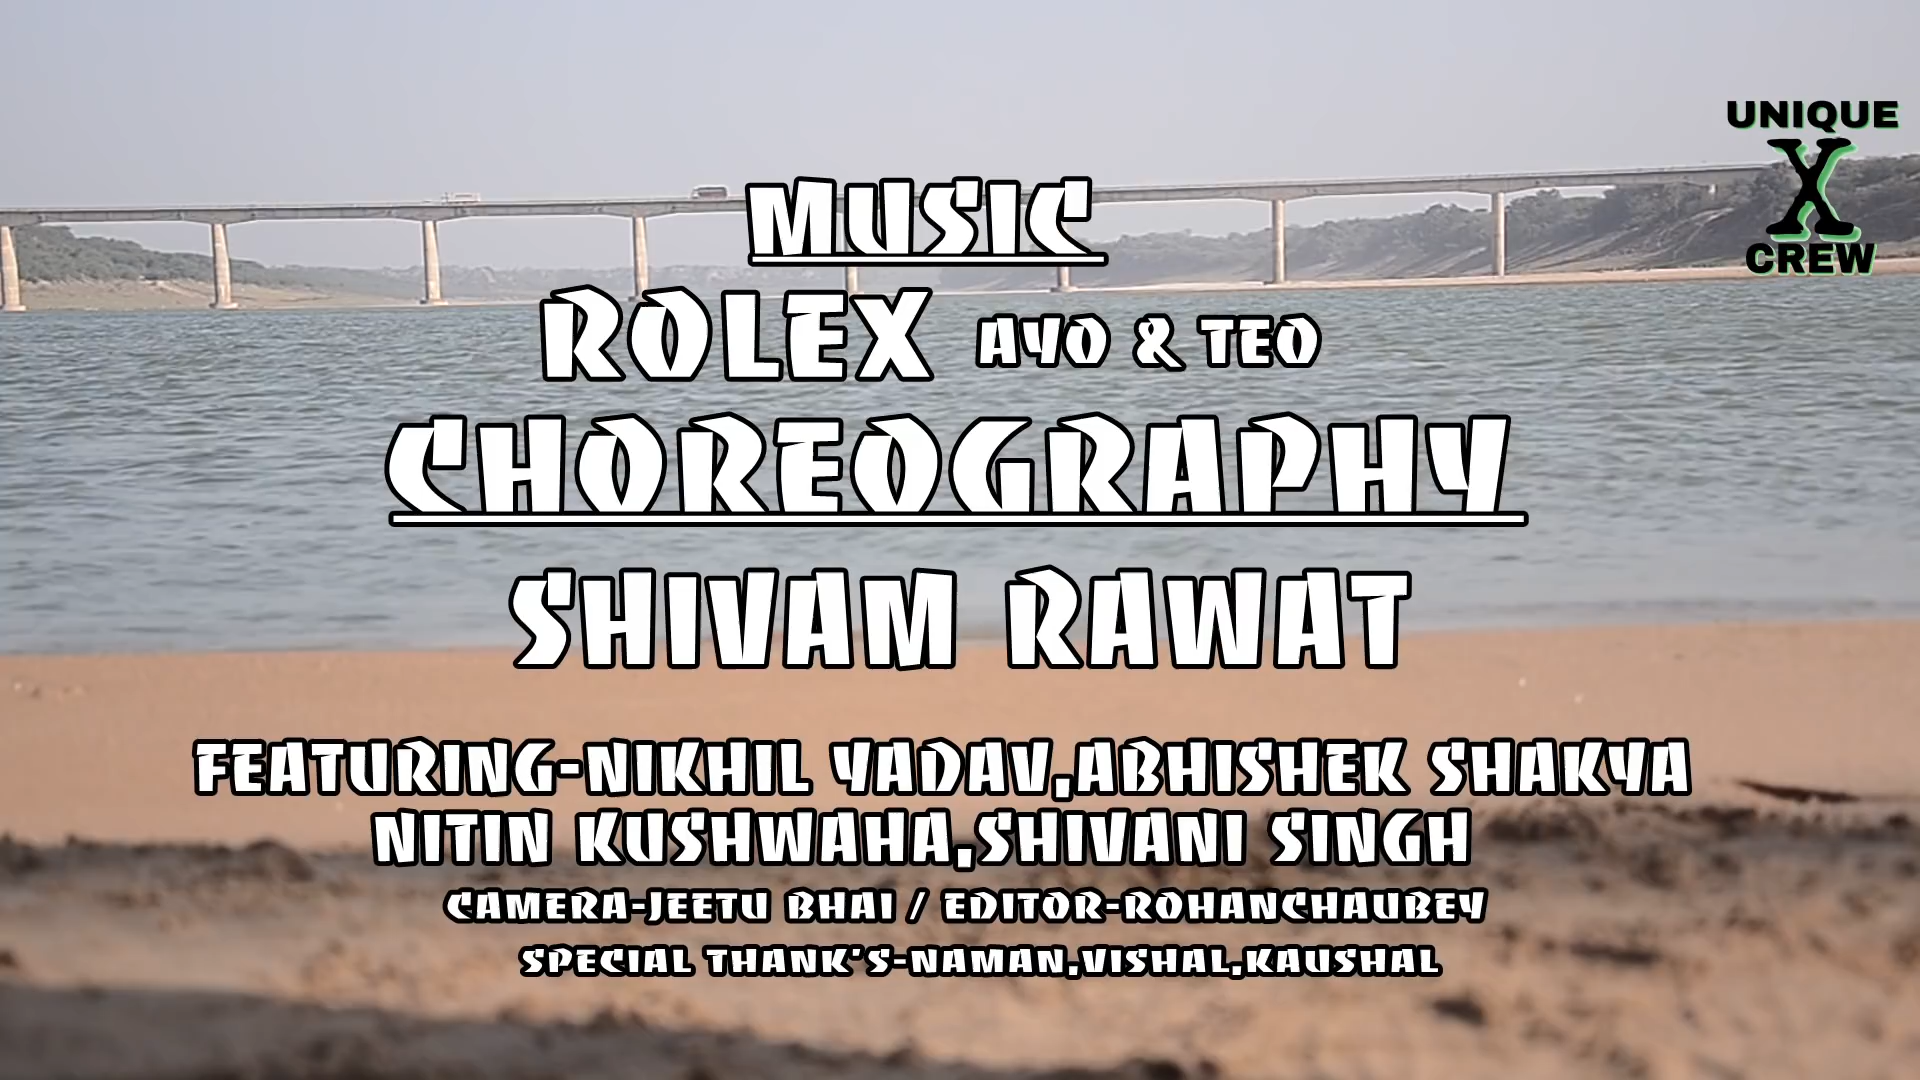 UNIQUE
X
CREW
MUSIC
ROLEX AYO & TEO
CHOREOGRAPHY
SHIVAM RAWAT
FEATURING-NIKHIL YADAV,ABHISHEK SHAKYA
NITIN KUSHWAHA,SHIVANI SINGH
CAMERA-JEETU BHAI / EDITOR-ROHANCHAUBEY
SPECIAL THANK'S-NAMAN,VISHAL,KAUSHAL